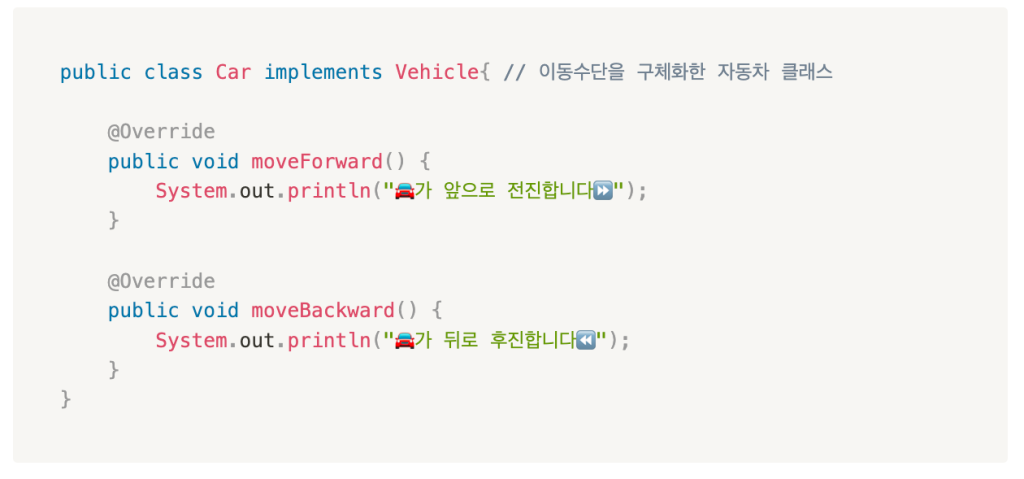 public class Car implements Vehicle{ // 이동수단을 구체화한 자동차 클래스
@Override
public void moveForward() {
System.out.println("🚘가 앞으로 전진합니다⏩");
}
@Override
public void moveBackward() {
System.out.println("🚘가 뒤로 후진합니다⏪");
}
}